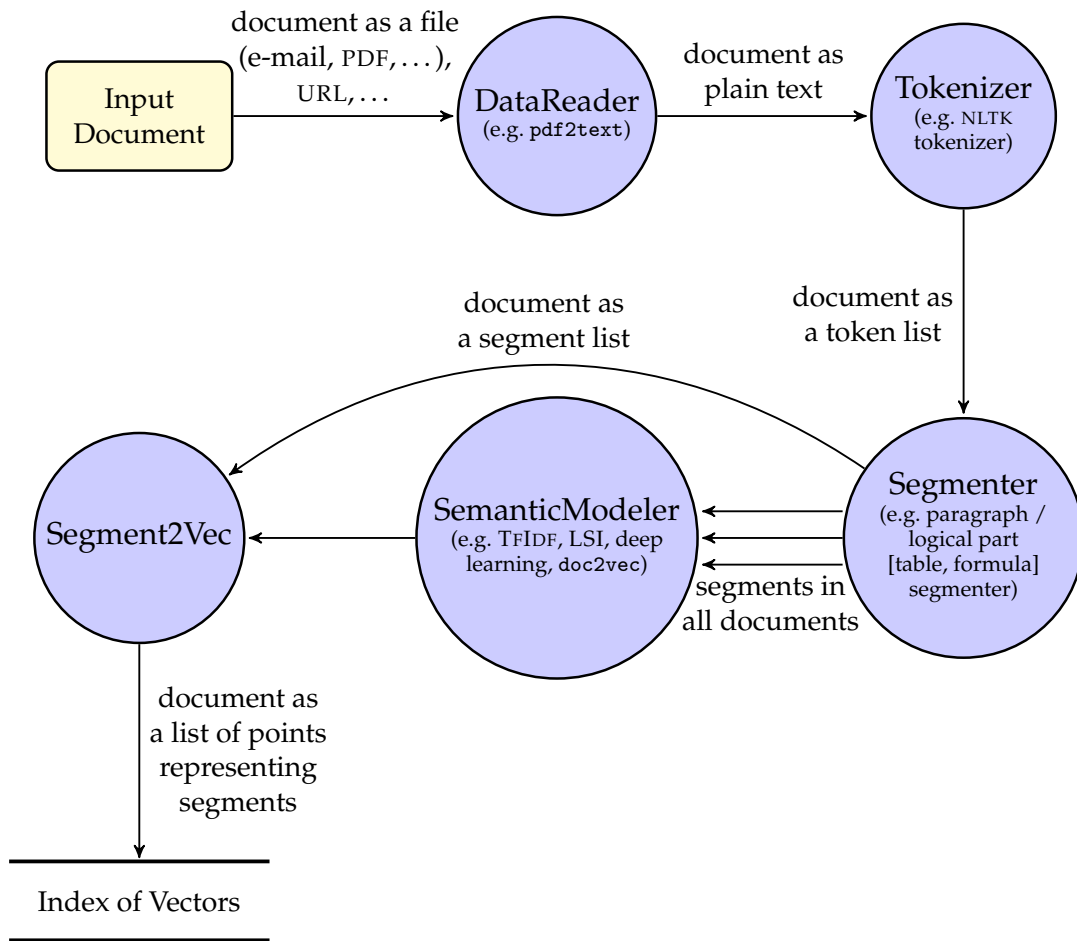 document as a file
(e-mail, PDF, …),
URL, …
Input
Document
DataReader
(e.g. pdf2text)
document as
plain text
Tokenizer
(e.g. NLTK
tokenizer)
document as
a token list
document as
a segment list
Segmenter
(e.g. paragraph /
logical part
[table, formula]
segmenter)
segments in
all documents
SemanticModeler
(e.g. TFIDF, LSI, deep
learning, doc2vec)
Segment2Vec
document as
a list of points
representing
segments
Index of Vectors